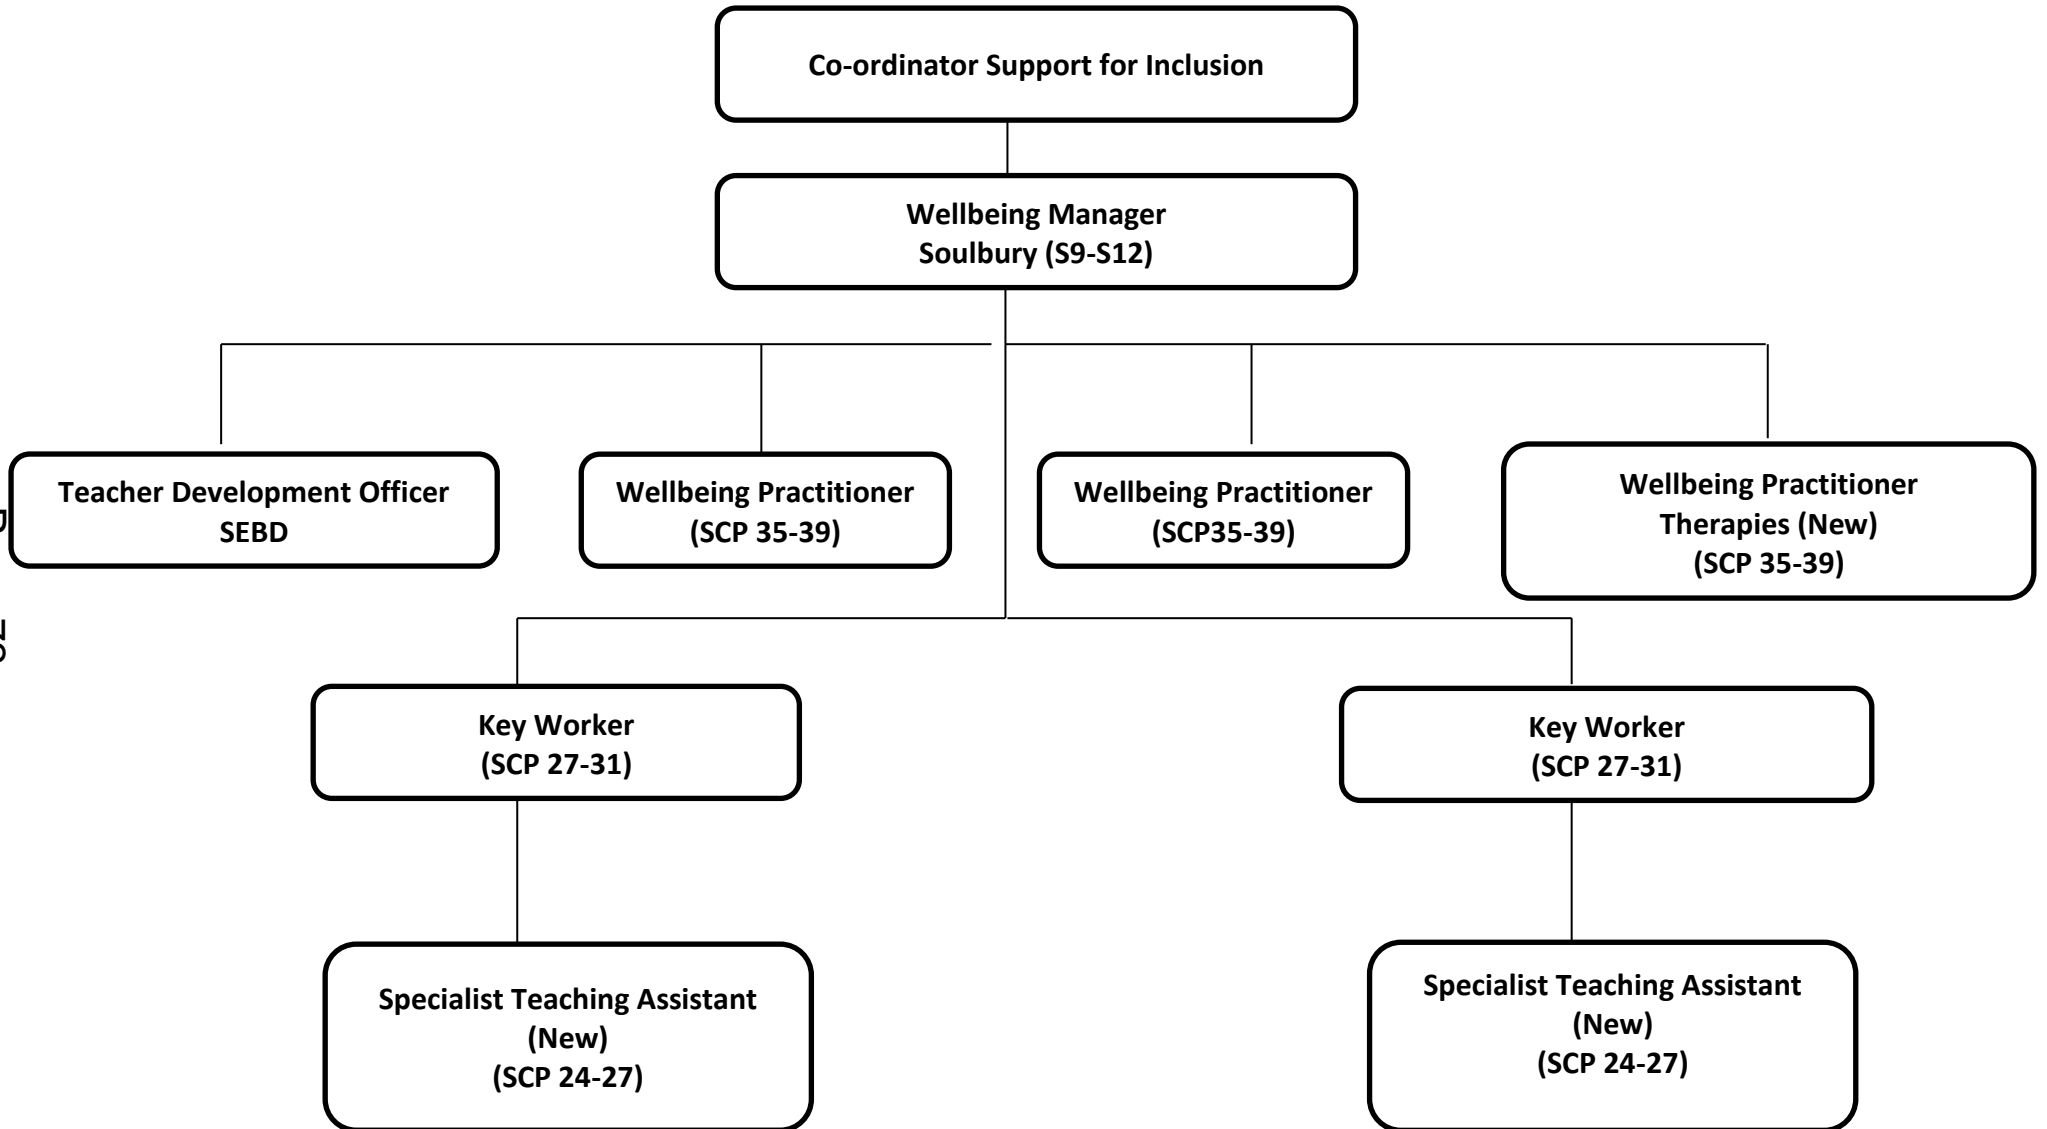 Co-ordinator Support for Inclusion
Wellbeing Manager
Soulbury (S9-S12)
Teacher Development Officer
SEBD
Wellbeing Practitioner
(SCP 35-39)
Wellbeing Practitioner
(SCP35-39)
Wellbeing Practitioner
Therapies (New)
(SCP 35-39)
Key Worker
(SCP 27-31)
Key Worker
(SCP 27-31)
Specialist Teaching Assistant
(New)
(SCP 24-27)
Specialist Teaching Assistant
(New)
(SCP 24-27)